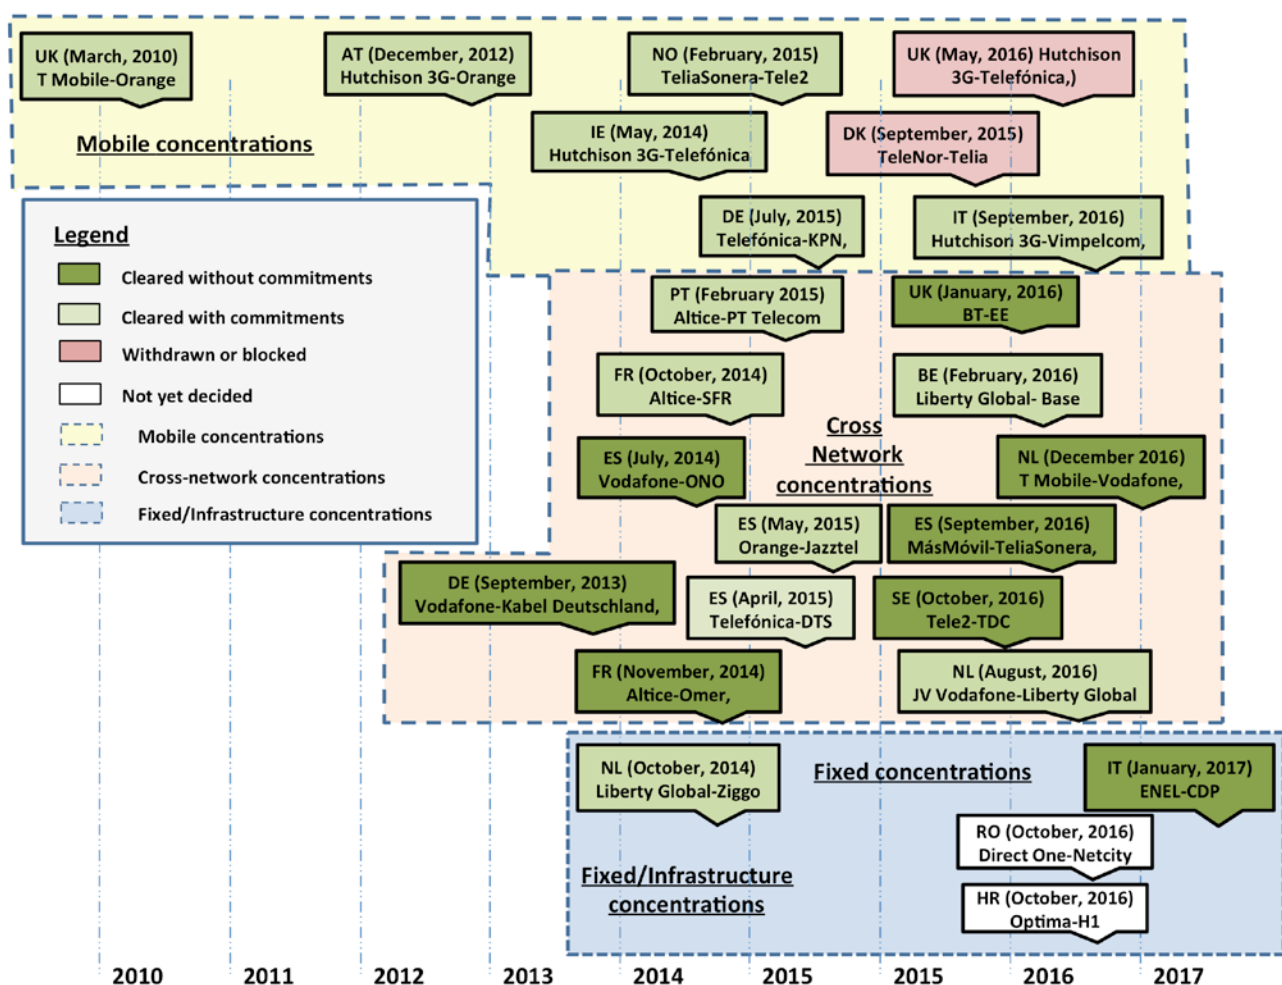 UK (March, 2010)
T Mobile-Orange
AT (December, 2012)
Hutchison 3G-Orange
NO (February, 2015)
TeliaSonera-Tele2
UK (May, 2016) Hutchison
3G-Telefónica,)
Mobile concentrations
IE (May, 2014)
Hutchison 3G-Telefónica
DK (September, 2015)
TeleNor-Telia
DE (July, 2015)
Telefónica-KPN,
IT (September, 2016)
Hutchison 3G-Vimpelcom,
Legend
Cleared without commitments
Cleared with commitments
Withdrawn or blocked
Not yet decided
Mobile concentrations
Cross-network concentrations
Fixed/Infrastructure concentrations
PT (February 2015)
Altice-PT Telecom
UK (January, 2016)
BT-EE
FR (October, 2014)
Altice-SFR
BE (February, 2016)
Liberty Global- Base
Cross
Network
concentrations
ES (July, 2014)
Vodafone-ONO
NL (December 2016)
T Mobile-Vodafone,
ES (May, 2015)
Orange-Jazztel
ES (September, 2016)
MásMóvil-TeliaSonera,
DE (September, 2013)
Vodafone-Kabel Deutschland,
ES (April, 2015)
Telefónica-DTS
SE (October, 2016)
Tele2-TDC
FR (November, 2014)
Altice-Omer,
NL (August, 2016)
JV Vodafone-Liberty Global
NL (October, 2014)
Liberty Global-Ziggo
Fixed concentrations
IT (January, 2017)
ENEL-CDP
RO (October, 2016)
Direct One-Netcity
Fixed/Infrastructure
concentrations
HR (October, 2016)
Optima-H1
2010 2011 2012 2013 2014 2015 2015 2016 2017